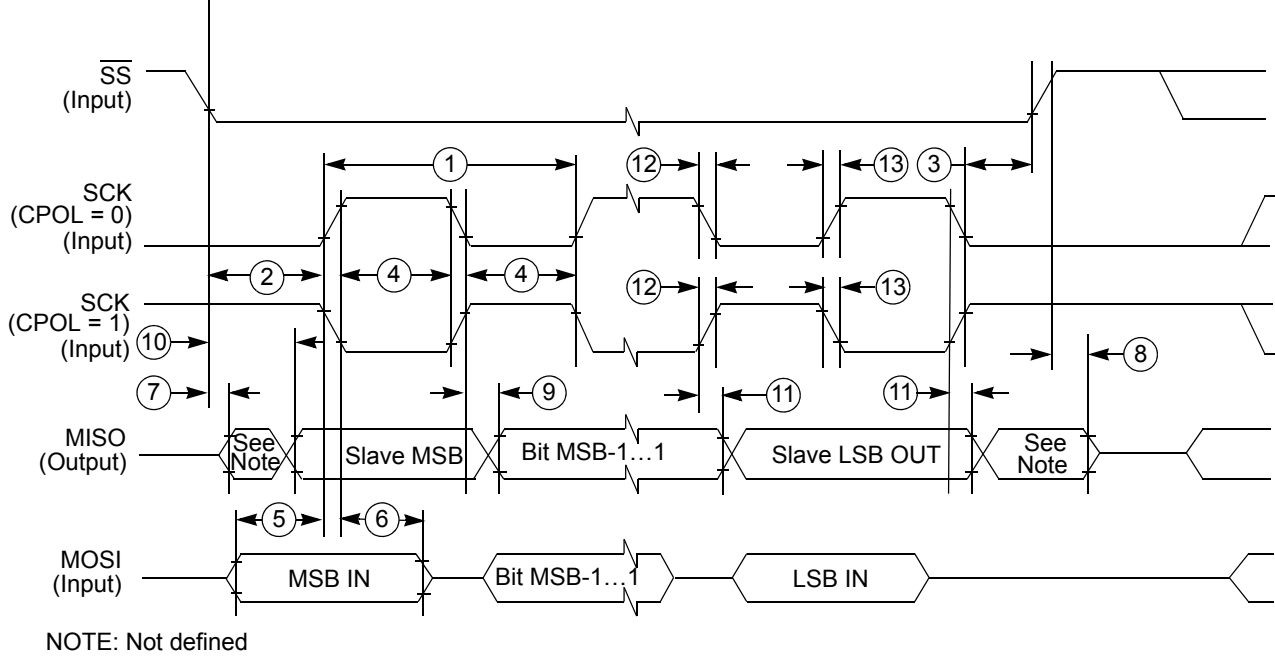 SS
(Input)
1
12
13
3
SCK
(CPOL = 0)
(Input)
2
4
4
12
13
SCK
(CPOL = 1)
(Input)
10
8
7
9
11
11
MISO
(Output)
See
Note
Slave MSB
Bit MSB-1…1
Slave LSB OUT
See
Note
5
6
MOSI
(Input)
MSB IN
Bit MSB-1…1
LSB IN
NOTE: Not defined